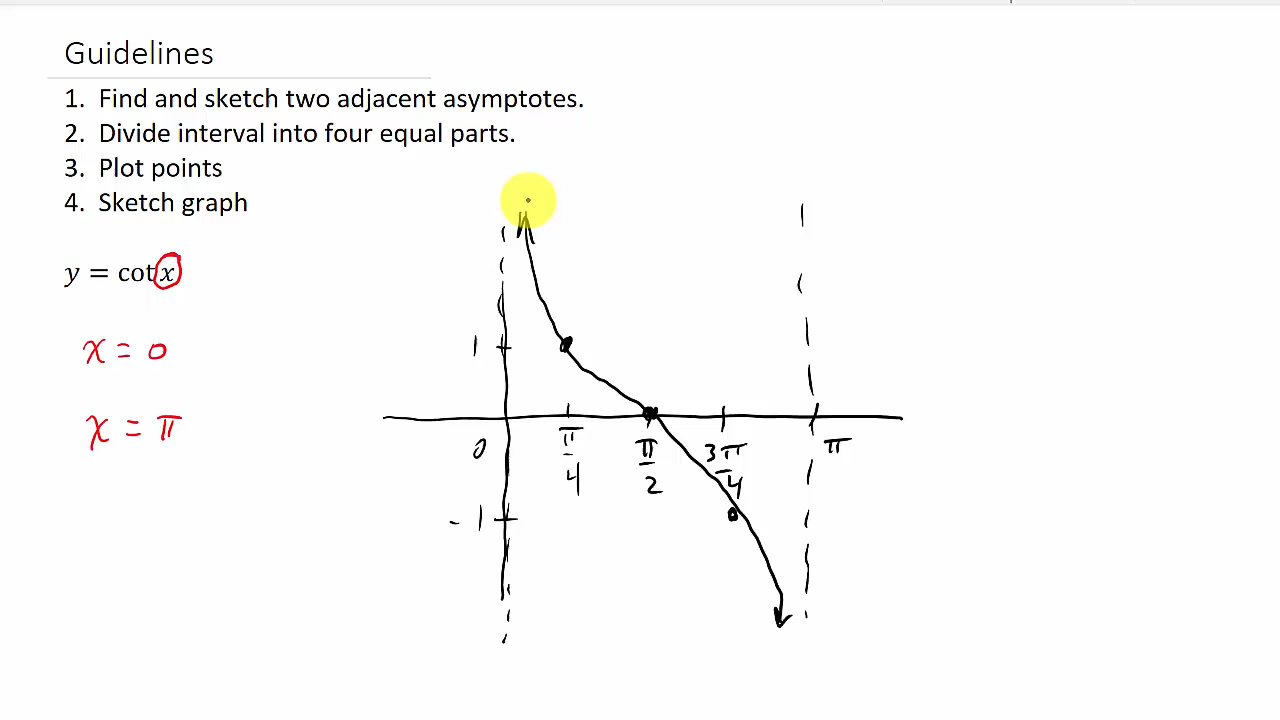 Guidelines
1. Find and sketch two adjacent asymptotes.
2. Divide interval into four equal parts.
3. Plot points
4. Sketch graph
y = cot x
x = 0
x = π
1
0
π/4
π/2
3π/4
π
-1